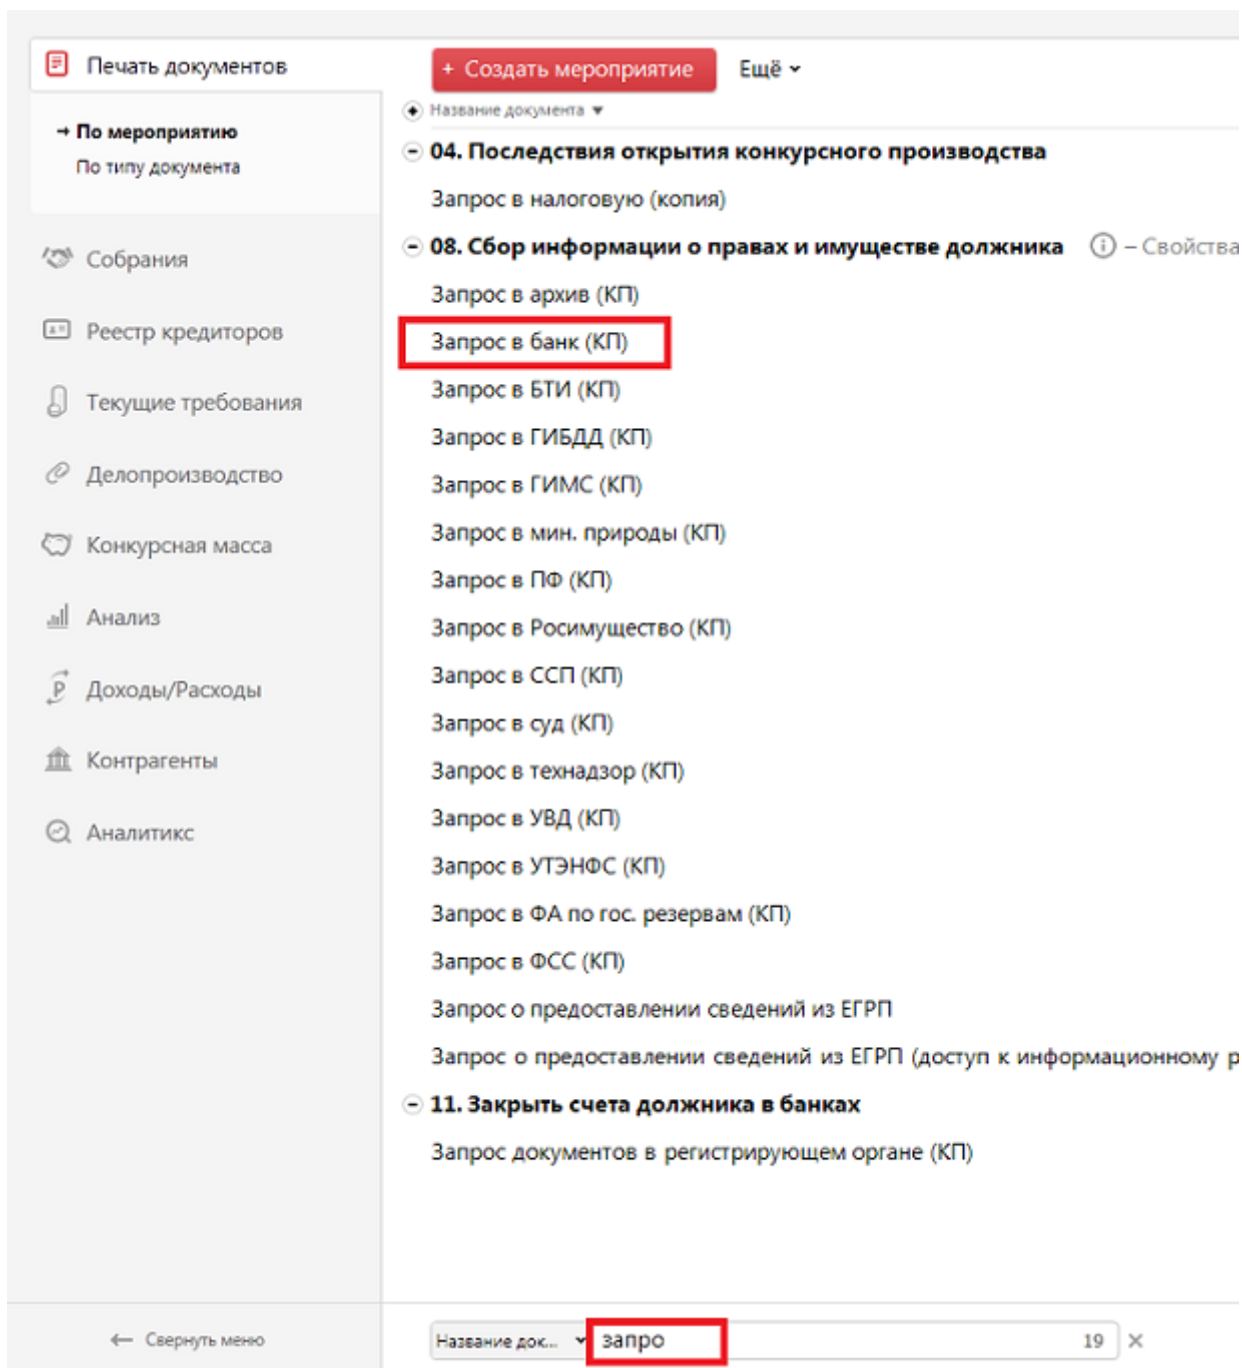 Печать документов
→ По мероприятию
По типу документа
Собрания
Реестр кредиторов
Текущие требования
Делопроизводство
Конкурсная масса
Анализ
Доходы/Расходы
Контрагенты
Аналитикс
← Свернуть меню
+ Создать мероприятие Ещё
Название документа
04. Последствия открытия конкурсного производства
Запрос в налоговую (копия)
08. Сбор информации о правах и имуществе должника – Свойства
Запрос в архив (КП)
Запрос в банк (КП)
Запрос в БТИ (КП)
Запрос в ГИБДД (КП)
Запрос в ГИМС (КП)
Запрос в мин. природы (КП)
Запрос в ПФ (КП)
Запрос в Росимущество (КП)
Запрос в ССП (КП)
Запрос в суд (КП)
Запрос в технадзор (КП)
Запрос в УВД (КП)
Запрос в УТЭНФС (КП)
Запрос в ФА по гос. резервам (КП)
Запрос в ФСС (КП)
Запрос о предоставлении сведений из ЕГРП
Запрос о предоставлении сведений из ЕГРП (доступ к информационному р
11. Закрыть счета должника в банках
Запрос документов в регистрирующем органе (КП)
Название док... запро 19 ×